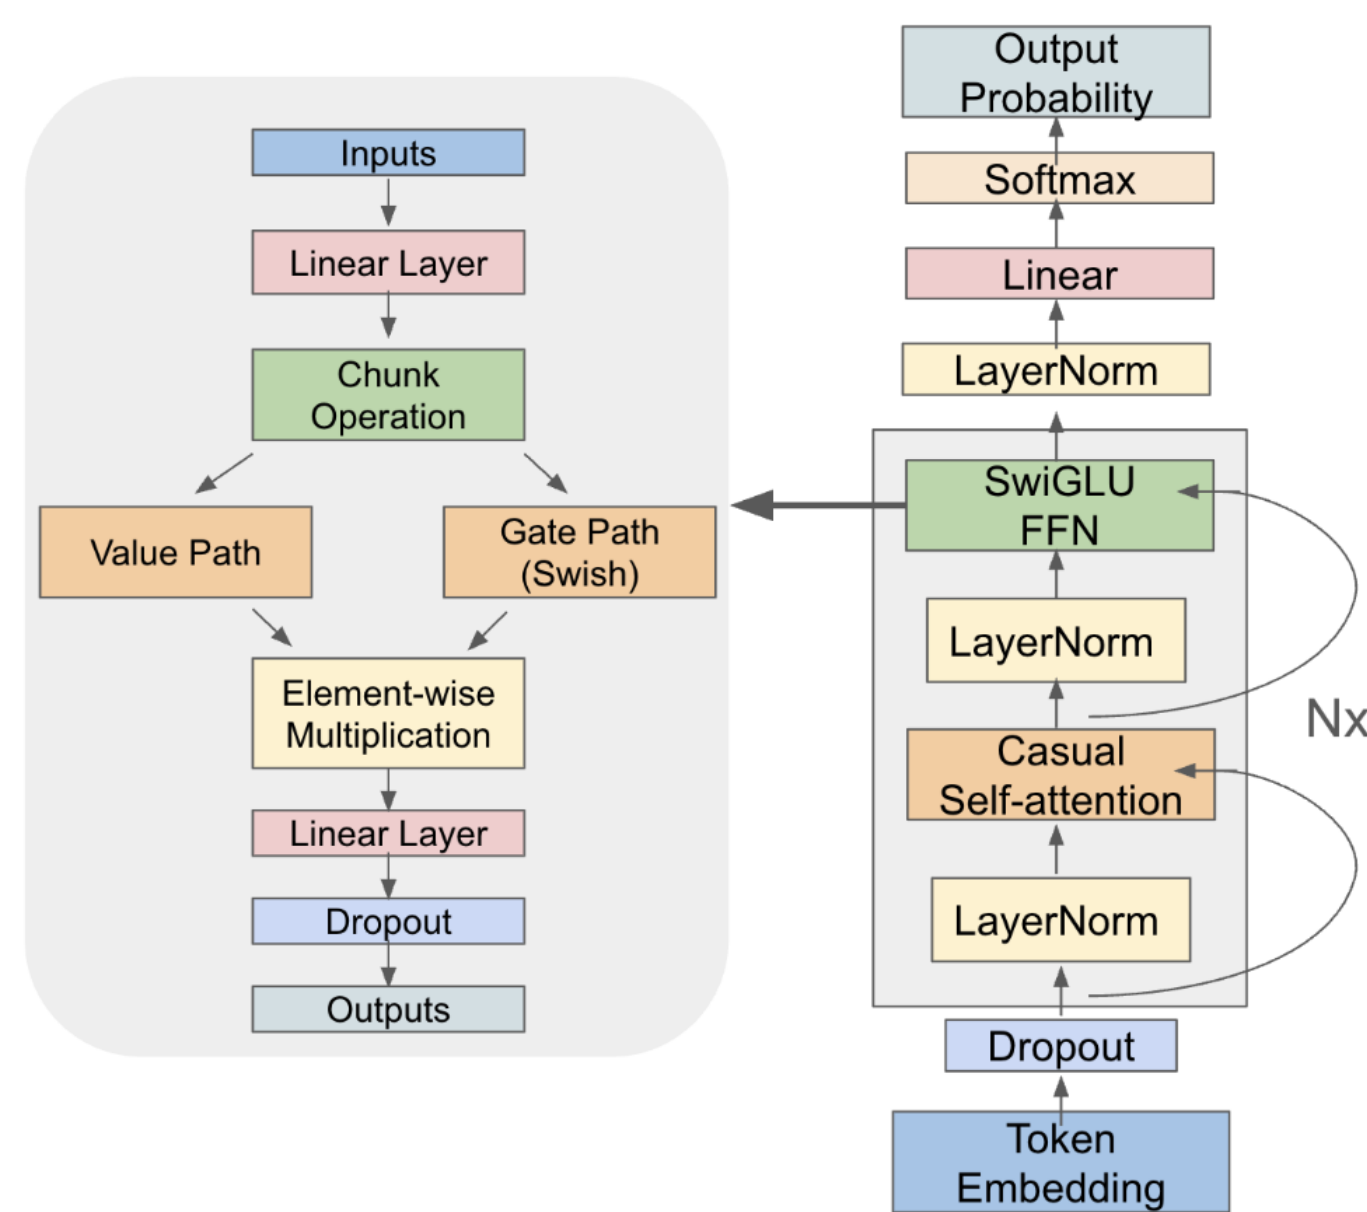 Inputs
Linear Layer
Chunk
Operation
Value Path
Gate Path
(Swish)
Element-wise
Multiplication
Linear Layer
Dropout
Outputs
Output
Probability
Softmax
Linear
LayerNorm
SwiGLU
FFN
LayerNorm
Nx
Casual
Self-attention
LayerNorm
Dropout
Token
Embedding